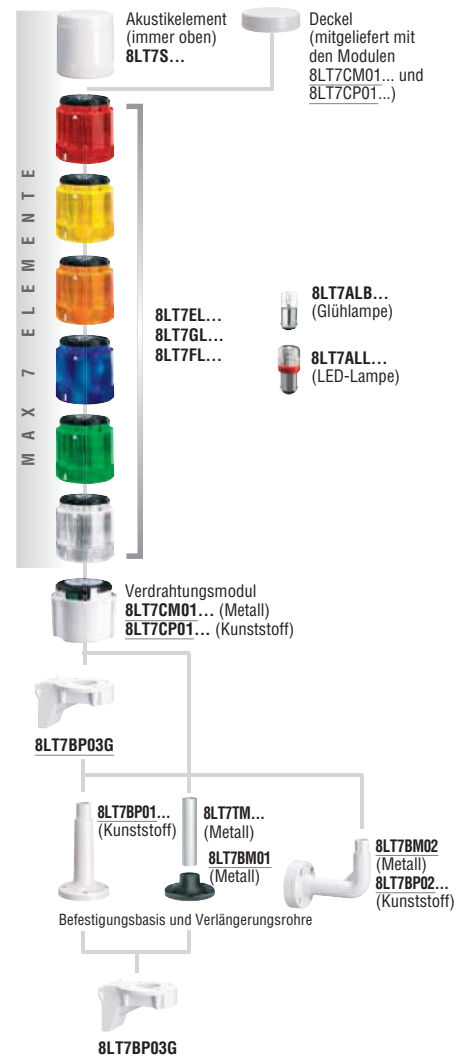 Akustikelement
(immer oben)
8LT7S...
Deckel
(mitgeliefert mit
den Modulen
8LT7CM01... und
8LT7CP01...)
MAX 7 ELEMENTE
8LT7EL...
8LT7GL...
8LT7FL...
8LT7ALB...
(Glühlampe)
8LT7ALL...
(LED-Lampe)
Verdrahtungsmodul
8LT7CM01... (Metall)
8LT7CP01... (Kunststoff)
8LT7BP03G
8LT7BP01...
(Kunststoff)
8LT7TM...
(Metall)
8LT7BM01
(Metall)
8LT7BM02
(Metall)
8LT7BP02...
(Kunststoff)
Befestigungsbasis und Verlängerungsrohre
8LT7BP03G